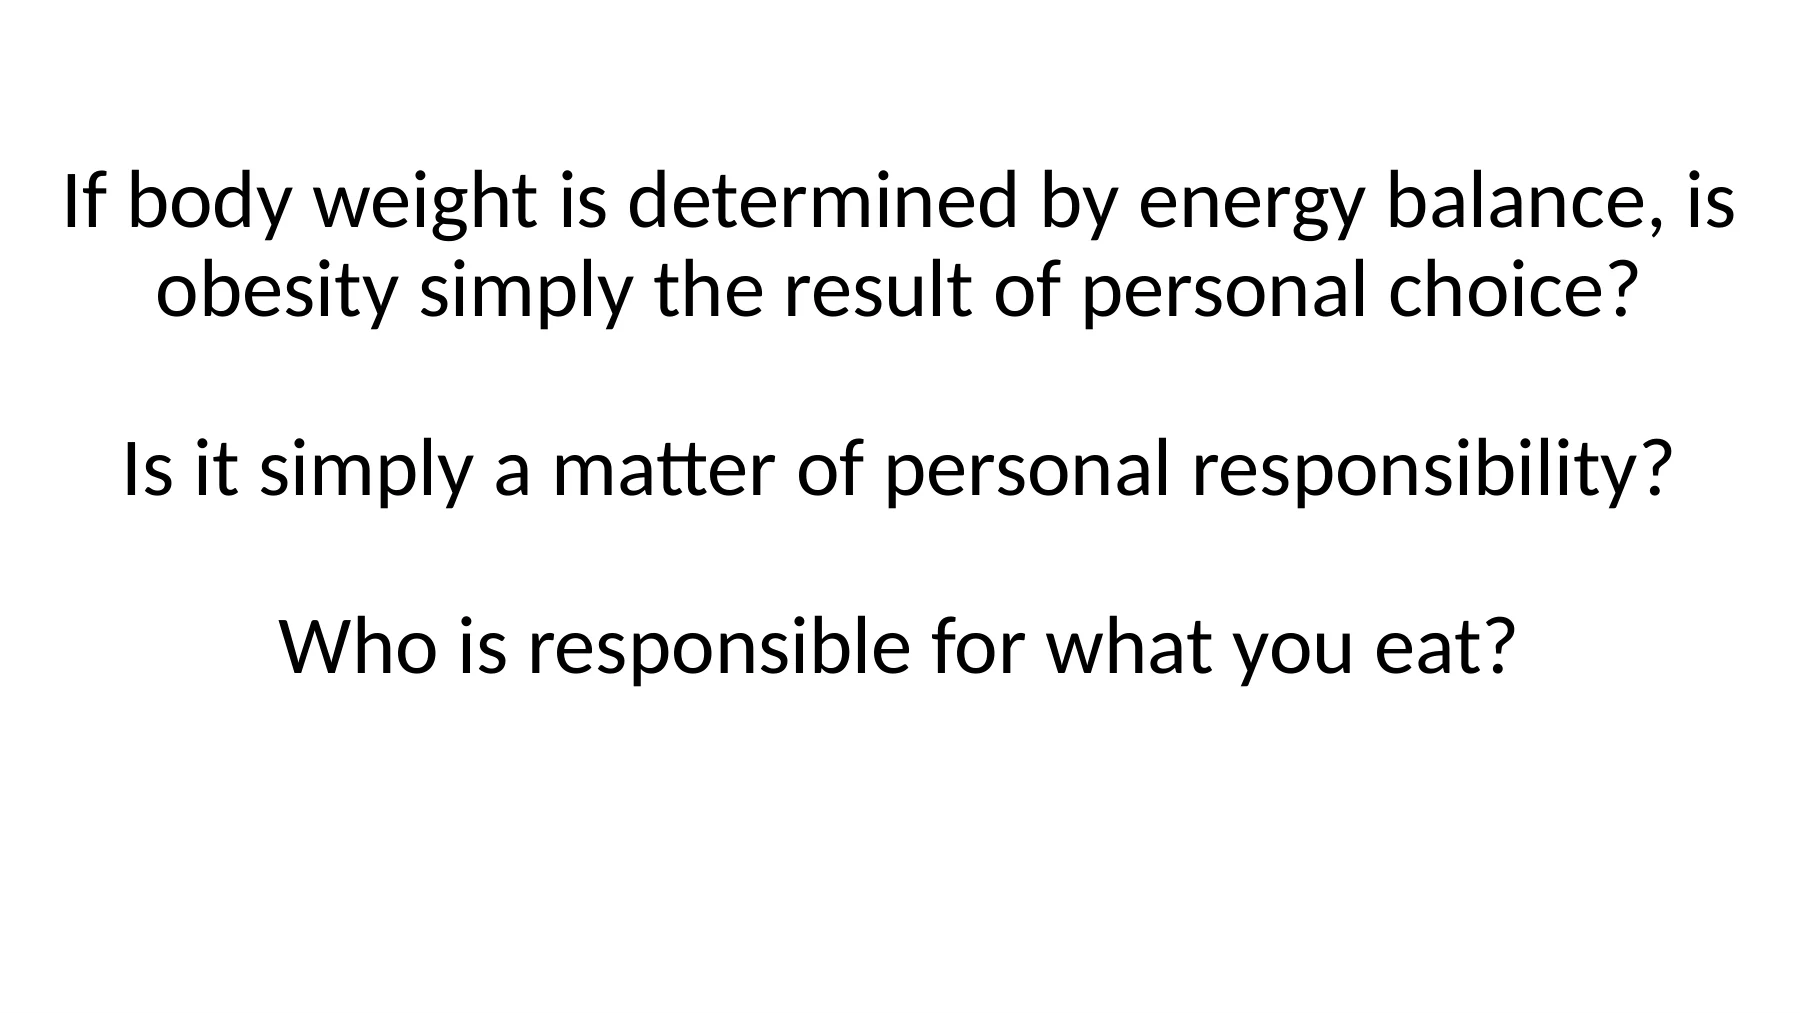 If body weight is determined by energy balance, is
obesity simply the result of personal choice?
Is it simply a matter of personal responsibility?
Who is responsible for what you eat?